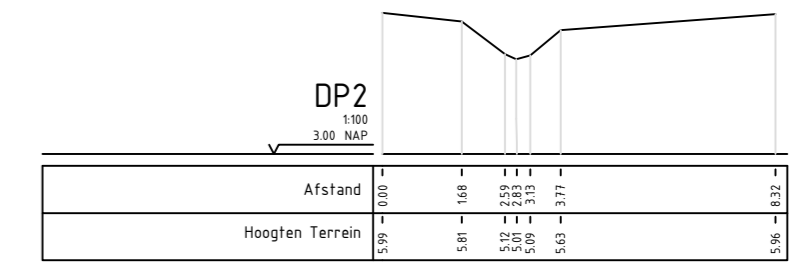 DP2
1:100
3.00 NAP
Afstand 0.00 1.68 2.59 2.83 3.13 3.77 8.32
Hoogten Terrein 5.99 5.81 5.12 5.01 5.09 5.63 5.96